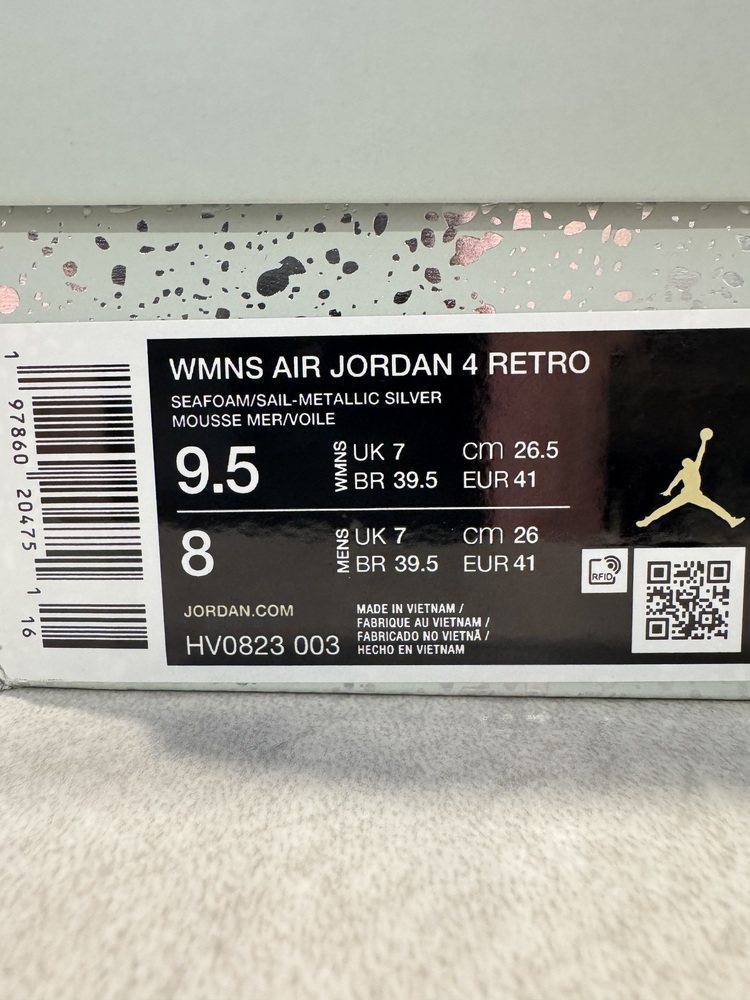 WMNS AIR JORDAN 4 RETRO
SEAFOAM/SAIL-METALLIC SILVER
MOUSSE MER/VOILE
9.5 WMNS UK 7 cm 26.5
BR 39.5 EUR 41
8 MENS UK 7 cm 26
BR 39.5 EUR 41
RFID
JORDAN.COM
HV0823 003
MADE IN VIETNAM /
FABRIQUE AU VIETNAM /
FABRICADO NO VIETNÃ /
HECHO EN VIETNAM
1 97860 20475 1 16